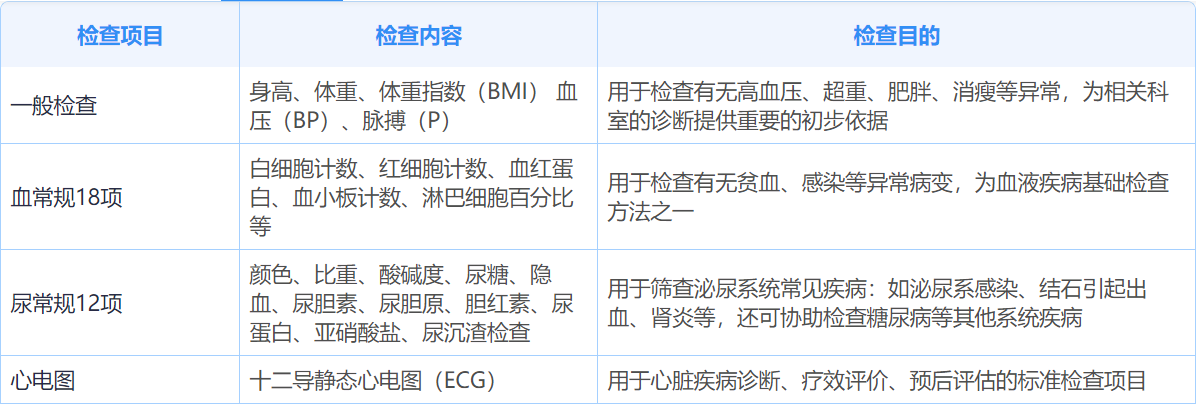 检查项目 检查内容 检查目的
一般检查
身高、体重、体重指数（BMI） 血
压（BP）、脉搏（P）
用于检查有无高血压、超重、肥胖、消瘦等异常，为相关科
室的诊断提供重要的初步依据
血常规18项
白细胞计数、红细胞计数、血红蛋
白、血小板计数、淋巴细胞百分比
等
用于检查有无贫血、感染等异常病变，为血液疾病基础检查
方法之一
尿常规12项
颜色、比重、酸碱度、尿糖、隐
血、尿胆素、尿胆原、胆红素、尿
蛋白、亚硝酸盐、尿沉渣检查
用于筛查泌尿系统常见疾病：如泌尿系感染、结石引起出
血、肾炎等，还可协助检查糖尿病等其他系统疾病
心电图
十二导静态心电图（ECG）
用于心脏疾病诊断、疗效评价、预后评估的标准检查项目